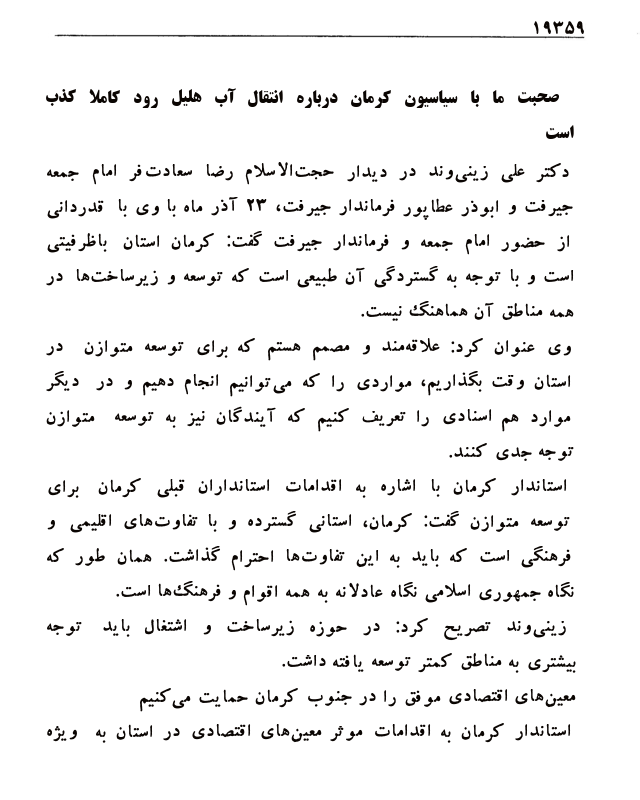 ۱۹۳۵۹
صحبت ما با سیاسیون کرمان درباره انتقال آب هلیل رود کاملا کذب
است
دکتر علی زینی‌وند در دیدار حجت‌الاسلام رضا سعادت‌فر امام جمعه
جیرفت و ابوذر عطاپور فرماندار جیرفت، ۲۳ آذر ماه با وی با قدردانی
از حضور امام جمعه و فرماندار جیرفت گفت: کرمان استان باظرفیتی
است و با توجه به گستردگی آن طبیعی است که توسعه و زیرساخت‌ها در
همه مناطق آن هماهنگ نیست.
وی عنوان کرد: علاقه‌مند و مصمم هستم که برای توسعه متوازن در
استان وقت بگذاریم، مواردی را که می‌توانیم انجام دهیم و در دیگر
موارد هم اسنادی را تعریف کنیم که آیندگان نیز به توسعه متوازن
توجه جدی کنند.
استاندار کرمان با اشاره به اقدامات استانداران قبلی کرمان برای
توسعه متوازن گفت: کرمان، استانی گسترده و با تفاوت‌های اقلیمی و
فرهنگی است که باید به این تفاوت‌ها احترام گذاشت. همان طور که
نگاه جمهوری اسلامی نگاه عادلانه به همه اقوام و فرهنگ‌ها است.
زینی‌وند تصریح کرد: در حوزه زیرساخت و اشتغال باید توجه
بیشتری به مناطق کمتر توسعه یافته داشت.
معین‌های اقتصادی موفق را در جنوب کرمان حمایت می‌کنیم
استاندار کرمان به اقدامات موثر معین‌های اقتصادی در استان به ویژه